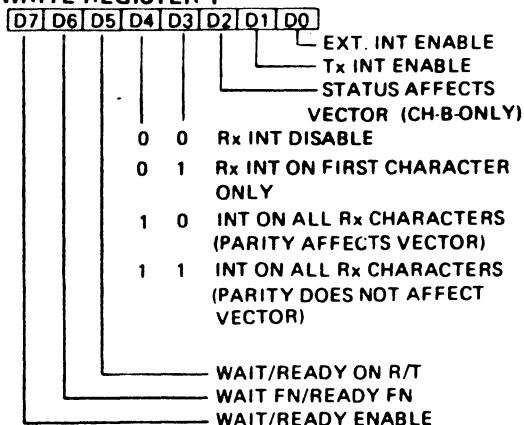 WRITE REGISTER 1
D7 D6 D5 D4 D3 D2 D1 D0
EXT. INT ENABLE
Tx INT ENABLE
STATUS AFFECTS
VECTOR (CH-B-ONLY)
0 0 Rx INT DISABLE
0 1 Rx INT ON FIRST CHARACTER
ONLY
1 0 INT ON ALL Rx CHARACTERS
(PARITY AFFECTS VECTOR)
1 1 INT ON ALL Rx CHARACTERS
(PARITY DOES NOT AFFECT
VECTOR)
WAIT/READY ON R/T
WAIT FN/READY FN
WAIT/READY ENABLE